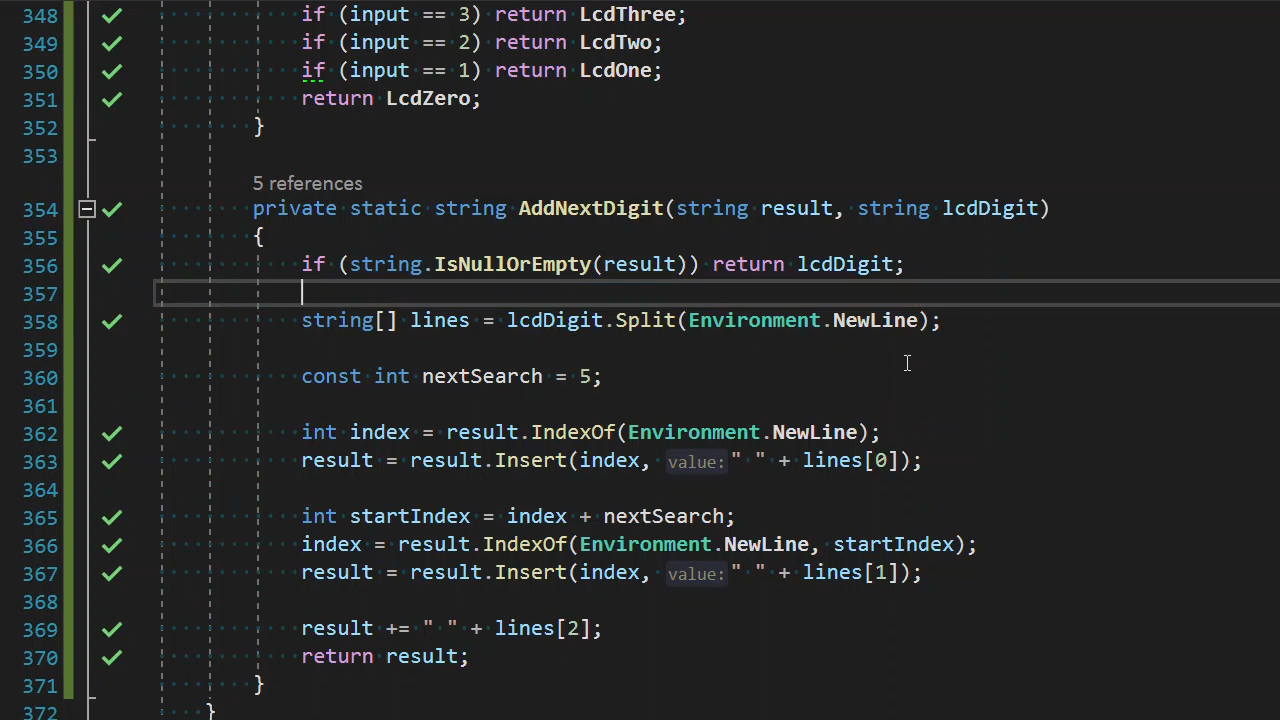 348 if (input == 3) return LcdThree;
349 if (input == 2) return LcdTwo;
350 if (input == 1) return LcdOne;
351 return LcdZero;
352 }
353
5 references
354 private static string AddNextDigit(string result, string lcdDigit)
355 {
356 if (string.IsNullOrEmpty(result)) return lcdDigit;
357
358 string[] lines = lcdDigit.Split(Environment.NewLine);
359
360 const int nextSearch = 5;
361
362 int index = result.IndexOf(Environment.NewLine);
363 result = result.Insert(index, value: " " + lines[0]);
364
365 int startIndex = index + nextSearch;
366 index = result.IndexOf(Environment.NewLine, startIndex);
367 result = result.Insert(index, value: " " + lines[1]);
368
369 result += " " + lines[2];
370 return result;
371 }
372 }